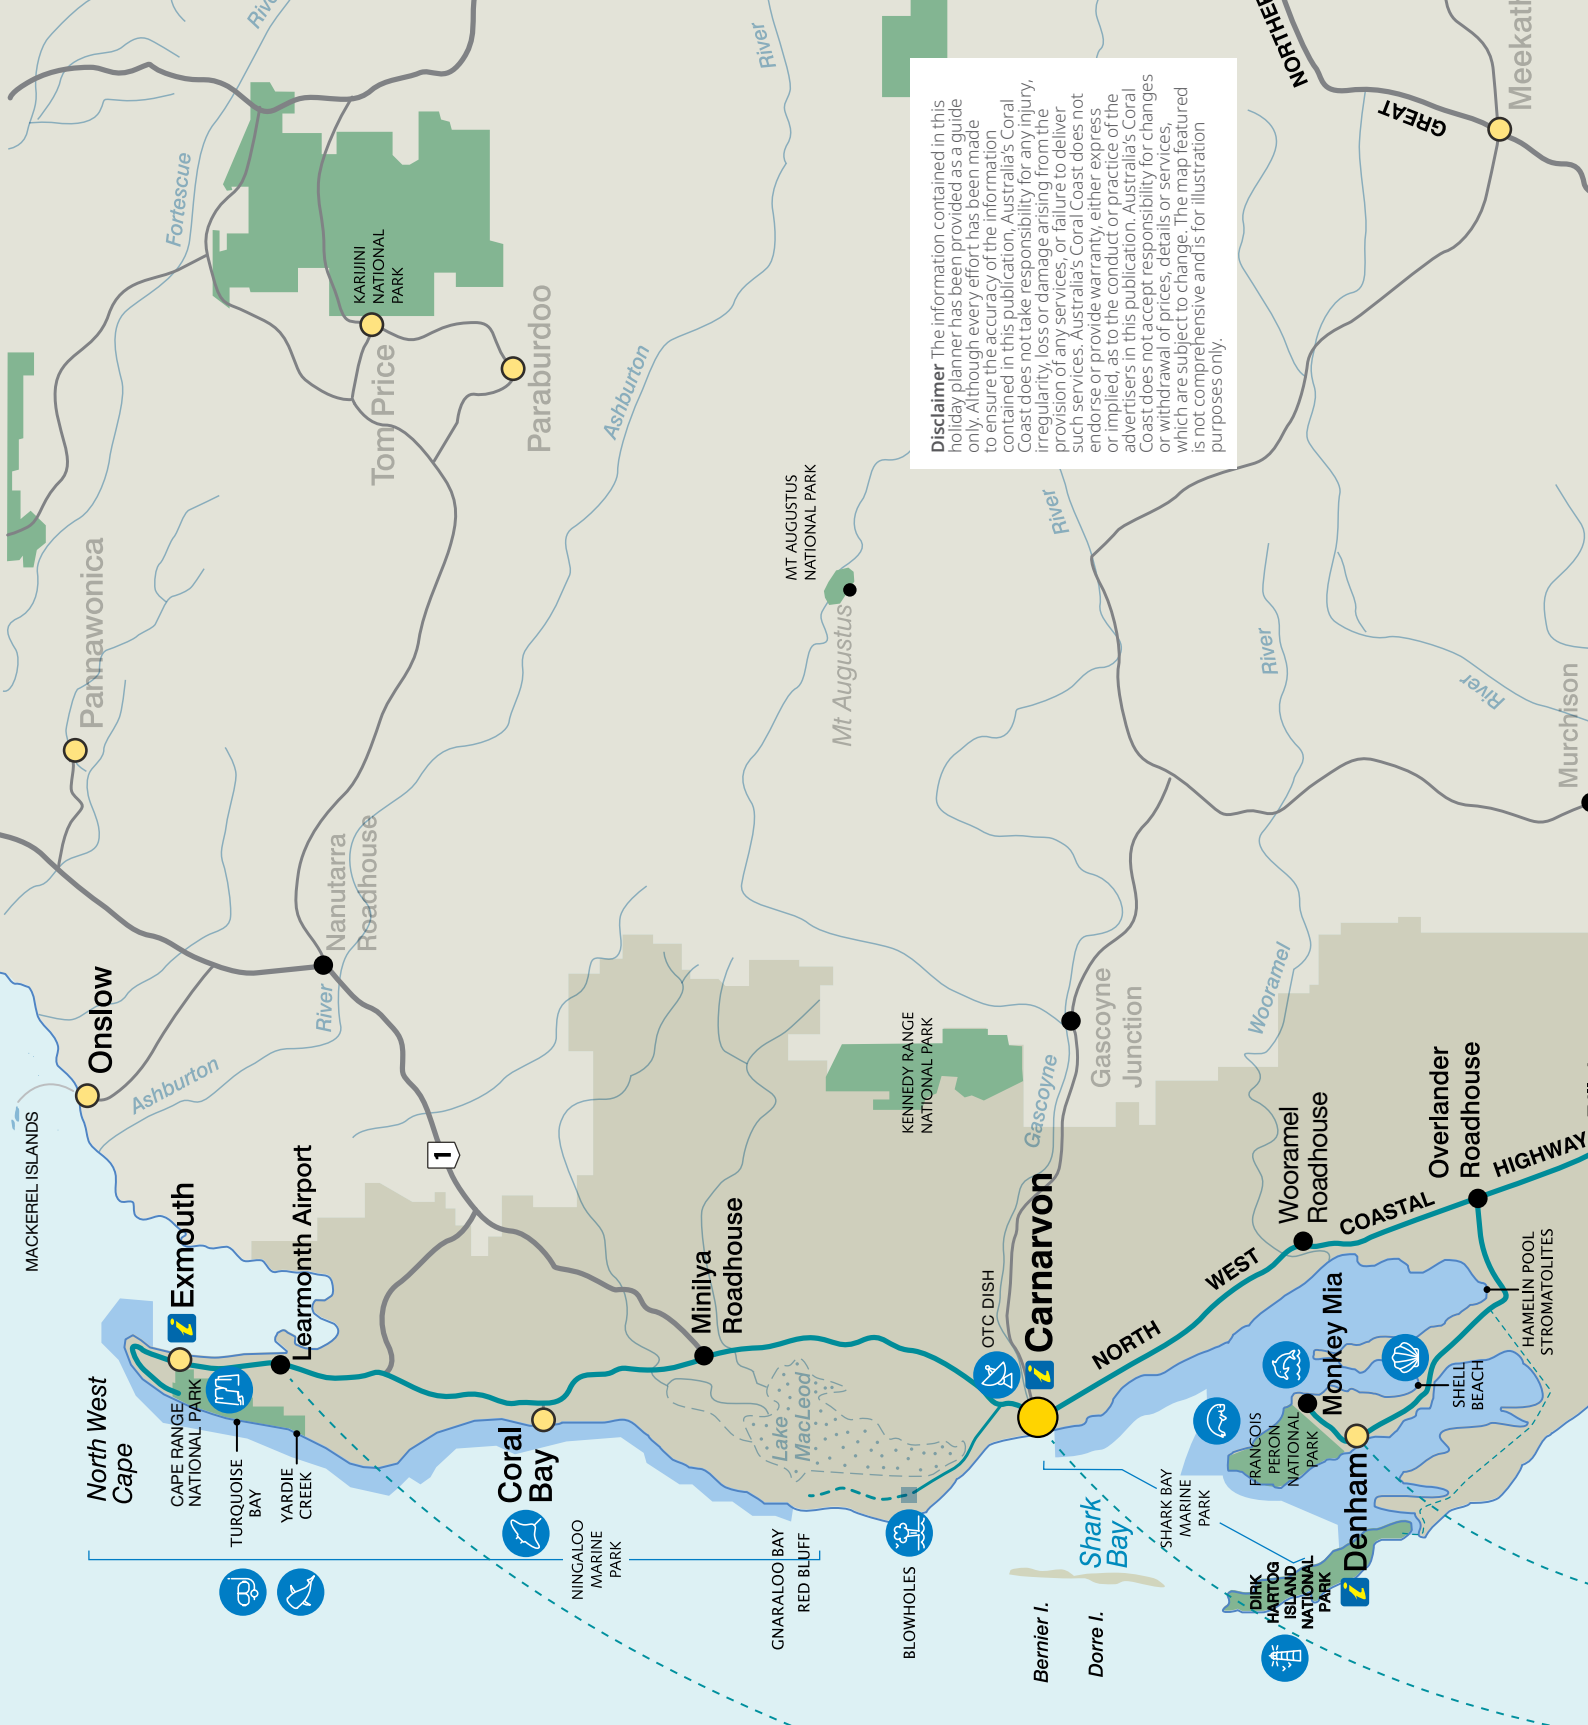 MACKEREL ISLANDS
Onslow
Pannawonica
Fortescue
River
River
North West
Cape
Exmouth
Learmonth Airport
CAPE RANGE
NATIONAL PARK
TURQUOISE
BAY
YARDIE
CREEK
Ashburton
River
Nanutarra
Roadhouse
1
KARIJINI
NATIONAL
PARK
Tom Price
Paraburdoo
Ashburton
Coral
Bay
NINGALOO
MARINE
PARK
Minilya
Roadhouse
Lake
MacLeod
GNARALOO BAY
RED BLUFF
BLOWHOLES
MT AUGUSTUS
NATIONAL PARK
Mt Augustus
KENNEDY RANGE
NATIONAL PARK
OTC DISH
Carnarvon
Gascoyne
River
Gascoyne
Junction
Bernier I.
Dorre I.
Shark
Bay
SHARK BAY
MARINE
PARK
NORTH
WEST
COASTAL
HIGHWAY
Wooramel
River
River
Wooramel
Roadhouse
Overlander
Roadhouse
Monkey Mia
FRANCOIS
PERON
NATIONAL
PARK
Denham
DIRK
HARTOG
ISLAND
NATIONAL
PARK
SHELL
BEACH
HAMELIN POOL
STROMATOLITES
Murchison
GREAT
NORTHER
Meekath
Disclaimer The information contained in this
holiday planner has been provided as a guide
only. Although every effort has been made
to ensure the accuracy of the information
contained in this publication, Australia's Coral
Coast does not take responsibility for any injury,
irregularity, loss or damage arising from the
provision of any services, or failure to deliver
such services. Australia's Coral Coast does not
endorse or provide warranty, either express
or implied, as to the conduct or practice of the
advertisers in this publication. Australia's Coral
Coast does not accept responsibility for changes
or withdrawal of prices, details or services,
which are subject to change. The map featured
is not comprehensive and is for illustration
purposes only.